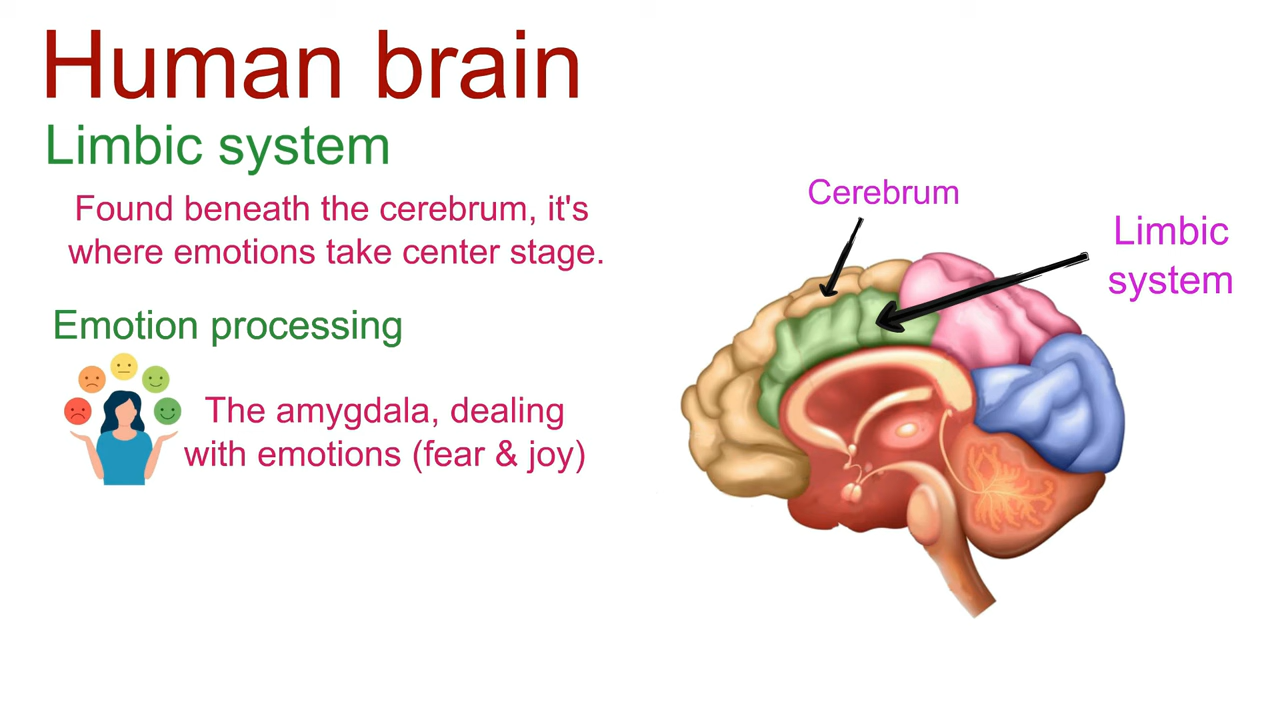 Human brain
Limbic system
Found beneath the cerebrum, it's
where emotions take center stage.
Emotion processing
The amygdala, dealing
with emotions (fear & joy)
Cerebrum
Limbic
system